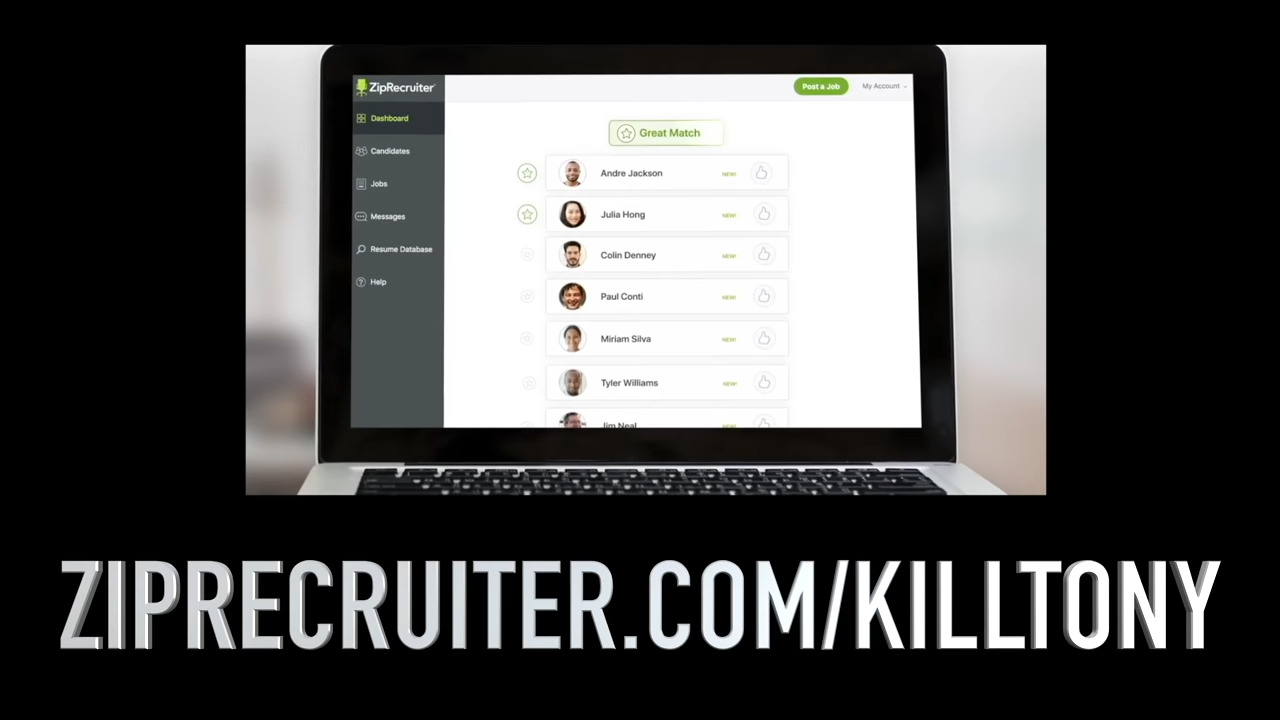 ZipRecruiter
Post a Job
My Account
Dashboard
Great Match
Candidates
Andre Jackson
NEW!
Jobs
Julia Hong
NEW!
Messages
Resume Database
Colin Denney
NEW!
Help
Paul Conti
NEW!
Miriam Silva
NEW!
Tyler Williams
NEW!
Jim Neal
NEW!
ZIPRECRUITER.COM/KILLTONY